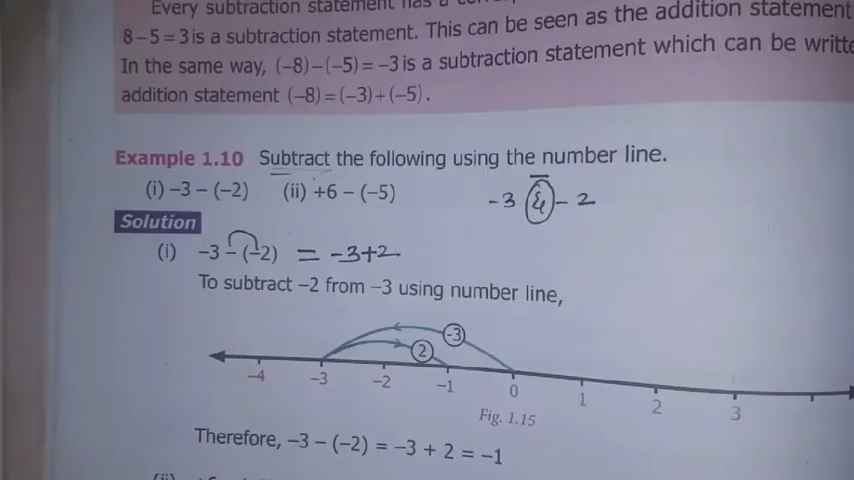 Every subtraction statement has a
8 – 5 = 3 is a subtraction statement. This can be seen as the addition statement
In the same way, (–8) – (–5) = –3 is a subtraction statement which can be writte
addition statement (–8) = (–3) + (–5).
Example 1.10 Subtract the following using the number line.
(i) –3 – (–2) (ii) +6 – (–5) -3 & - 2
Solution
(i) –3 – (–2) = -3+2
To subtract –2 from –3 using number line,
-3
2
–4 –3 –2 –1 0 1 2 3
Fig. 1.15
Therefore, –3 – (–2) = –3 + 2 = –1